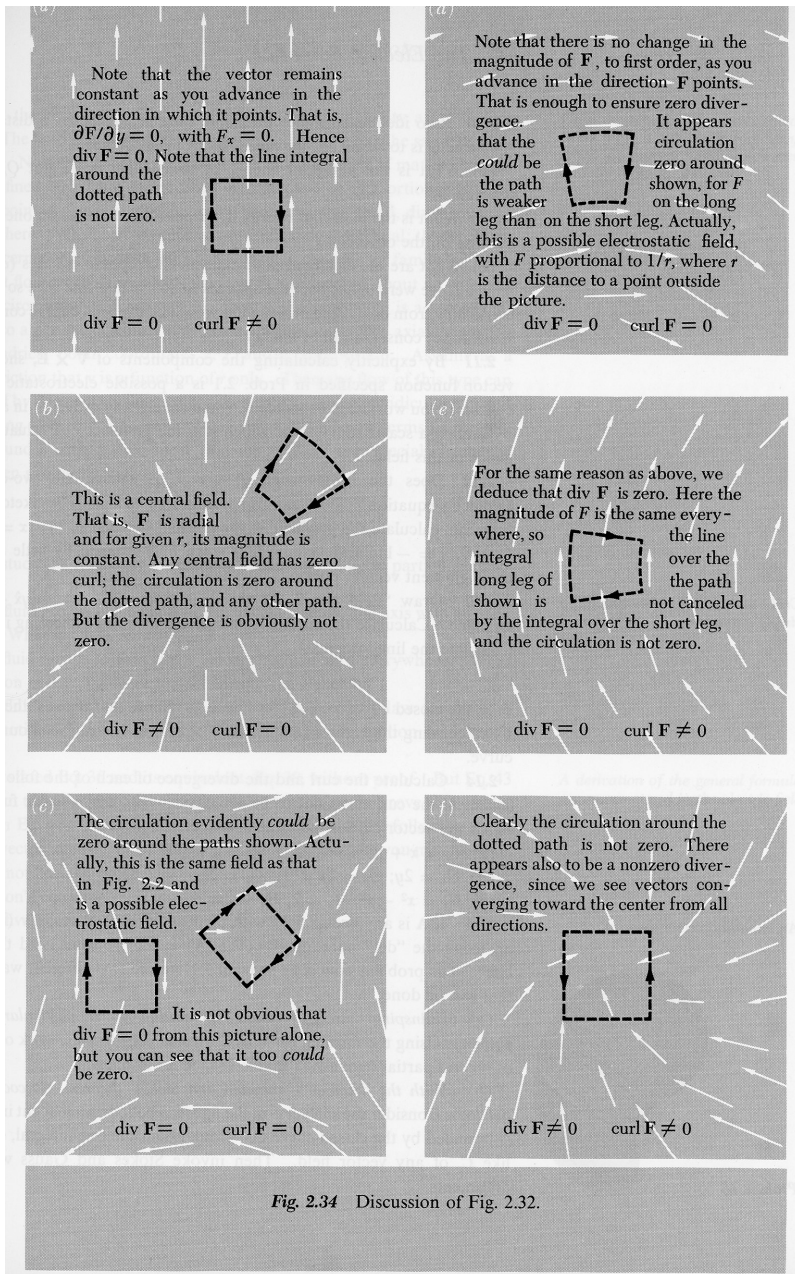 (a)
Note that the vector remains
constant as you advance in the
direction in which it points. That is,
∂F/∂y = 0, with Fₓ = 0. Hence
div F = 0. Note that the line integral
around the
dotted path
is not zero.
div F = 0 curl F ≠ 0
(b)
This is a central field.
That is, F is radial
and for given r, its magnitude is
constant. Any central field has zero
curl; the circulation is zero around
the dotted path, and any other path.
But the divergence is obviously not
zero.
div F ≠ 0 curl F = 0
(c)
The circulation evidently could be
zero around the paths shown. Actu-
ally, this is the same field as that
in Fig. 2.2 and
is a possible elec-
trostatic field.
It is not obvious that
div F = 0 from this picture alone,
but you can see that it too could
be zero.
div F = 0 curl F = 0
(d)
Note that there is no change in the
magnitude of F, to first order, as you
advance in the direction F points.
That is enough to ensure zero diver-
gence. It appears
that the circulation
could be zero around
the path shown, for F
is weaker on the long
leg than on the short leg. Actually,
this is a possible electrostatic field,
with F proportional to 1/r, where r
is the distance to a point outside
the picture.
div F = 0 curl F = 0
(e)
For the same reason as above, we
deduce that div F is zero. Here the
magnitude of F is the same every-
where, so the line
integral over the
long leg of the path
shown is not canceled
by the integral over the short leg,
and the circulation is not zero.
div F = 0 curl F ≠ 0
(f)
Clearly the circulation around the
dotted path is not zero. There
appears also to be a nonzero diver-
gence, since we see vectors con-
verging toward the center from all
directions.
div F ≠ 0 curl F ≠ 0
Fig. 2.34 Discussion of Fig. 2.32.